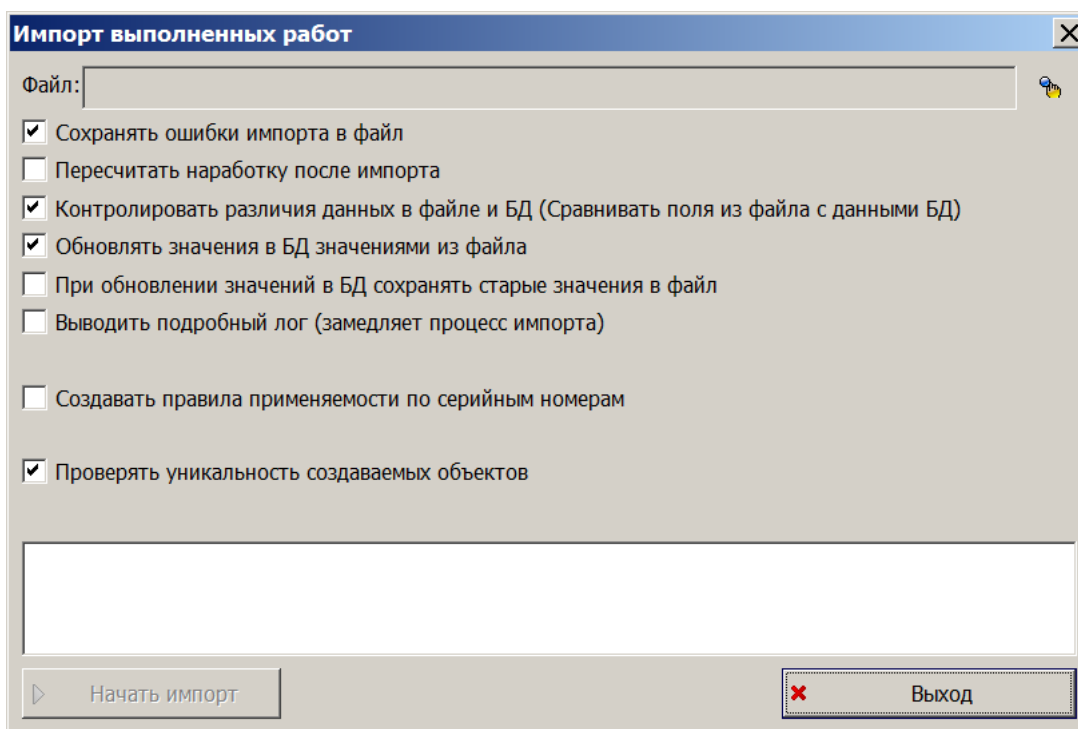 Импорт выполненных работ
Файл:
Сохранять ошибки импорта в файл
Пересчитать наработку после импорта
Контролировать различия данных в файле и БД (Сравнивать поля из файла с данными БД)
Обновлять значения в БД значениями из файла
При обновлении значений в БД сохранять старые значения в файл
Выводить подробный лог (замедляет процесс импорта)
Создавать правила применяемости по серийным номерам
Проверять уникальность создаваемых объектов
Начать импорт Выход